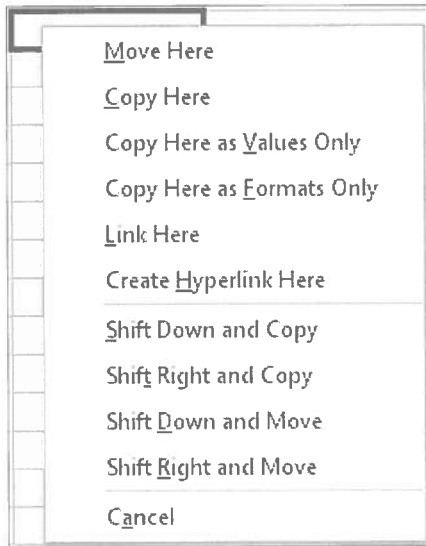 Move Here
Copy Here
Copy Here as Values Only
Copy Here as Formats Only
Link Here
Create Hyperlink Here
Shift Down and Copy
Shift Right and Copy
Shift Down and Move
Shift Right and Move
Cancel